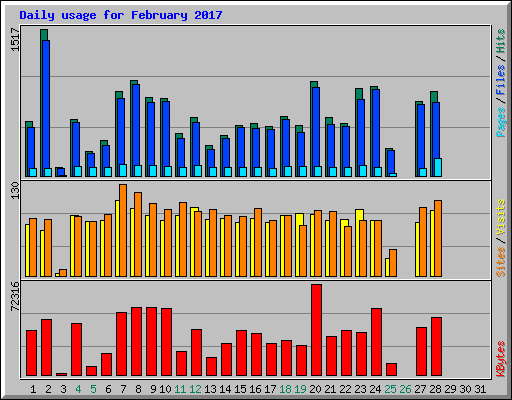 Daily usage for February 2017
1517
Pages / Files / Hits
130
Sites / Visits
72316
KBytes
1 2 3 4 5 6 7 8 9 10 11 12 13 14 15 16 17 18 19 20 21 22 23 24 25 26 27 28 29 30 31